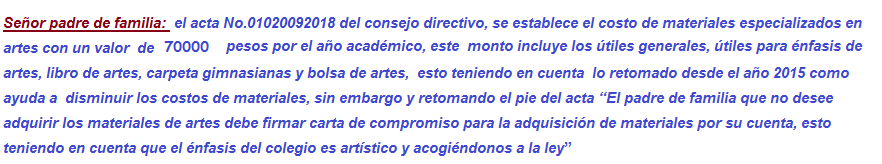 Señor padre de familia: el acta No.01020092018 del consejo directivo, se establece el costo de materiales especializados en
artes con un valor de 70000 pesos por el año académico, este monto incluye los útiles generales, útiles para énfasis de
artes, libro de artes, carpeta gimnasianas y bolsa de artes, esto teniendo en cuenta lo retomado desde el año 2015 como
ayuda a disminuir los costos de materiales, sin embargo y retomando el pie del acta “El padre de familia que no desee
adquirir los materiales de artes debe firmar carta de compromiso para la adquisición de materiales por su cuenta, esto
teniendo en cuenta que el énfasis del colegio es artístico y acogiéndonos a la ley”